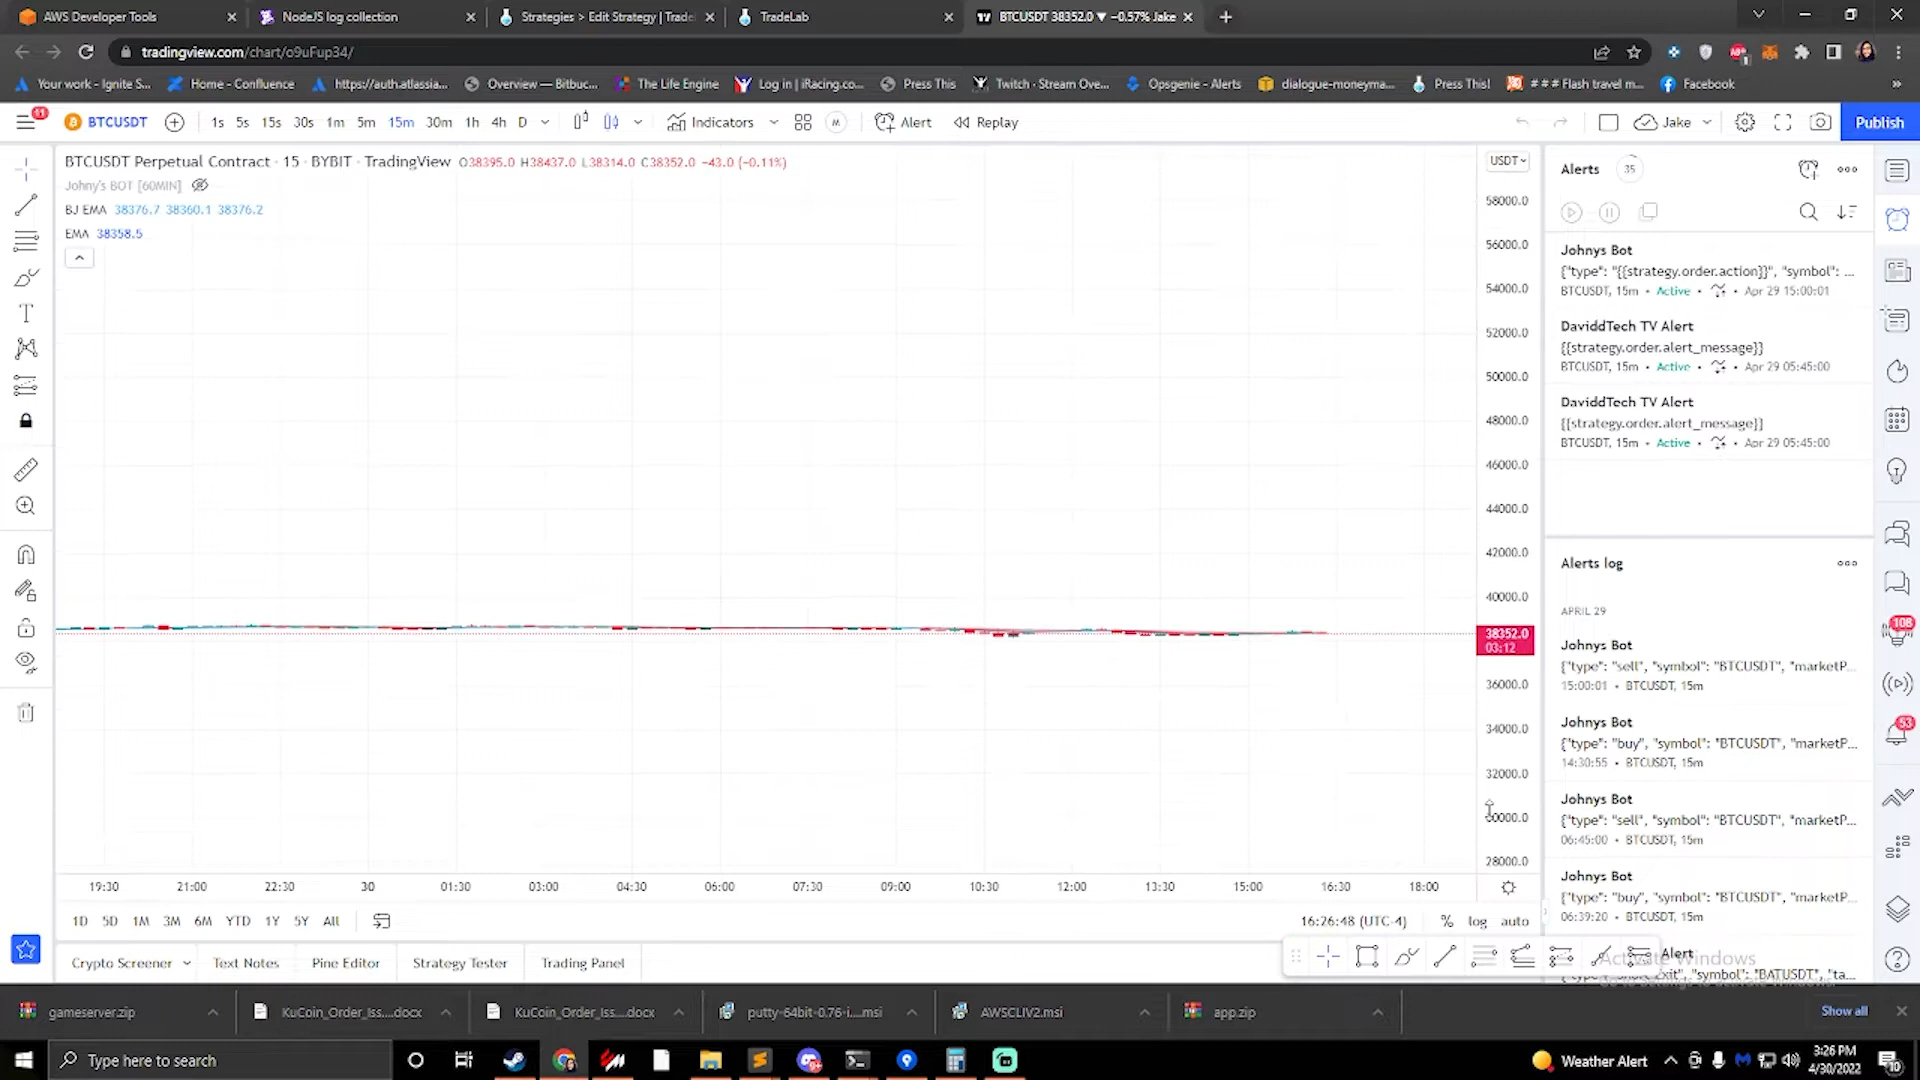 AWS Developer Tools
NodeJS log collection
Strategies > Edit Strategy | Trade
TradeLab
BTCUSDT 38352.0 ▼ −0.57% Jake
tradingview.com/chart/o9uFup34/
Your work - Ignite S...
Home - Confluence
https://auth.atlassia...
Overview — Bitbuc...
The Life Engine
Log in | iRacing.co...
Press This
Twitch - Stream Ove...
Opsgenie - Alerts
dialogue-moneyma...
Press This!
# # # Flash travel m...
Facebook
»
11
BTCUSDT
1s 5s 15s 30s 1m 5m 15m 30m 1h 4h D
Indicators
M
Alert
Replay
Jake
Publish
BTCUSDT Perpetual Contract · 15 · BYBIT · TradingView O38395.0 H38437.0 L38314.0 C38352.0 −43.0 (−0.11%)
Johny's BOT [60MIN]
BJ EMA 38376.7 38360.1 38376.2
EMA 38358.5
USDT
58000.0
56000.0
54000.0
52000.0
50000.0
48000.0
46000.0
44000.0
42000.0
40000.0
38352.0
03:12
36000.0
34000.0
32000.0
30000.0
28000.0
19:30 21:00 22:30 30 01:30 03:00 04:30 06:00 07:30 09:00 10:30 12:00 13:30 15:00 16:30 18:00
1D 5D 1M 3M 6M YTD 1Y 5Y All
16:26:48 (UTC-4) % log auto
Crypto Screener
Text Notes
Pine Editor
Strategy Tester
Trading Panel
Alerts 35
Johnys Bot
{"type": "{{strategy.order.action}}", "symbol": ...
BTCUSDT, 15m • Active • Apr 29 15:00:01
DaviddTech TV Alert
{{strategy.order.alert_message}}
BTCUSDT, 15m • Active • Apr 29 05:45:00
DaviddTech TV Alert
{{strategy.order.alert_message}}
BTCUSDT, 15m • Active • Apr 29 05:45:00
Alerts log
APRIL 29
Johnys Bot
{"type": "sell", "symbol": "BTCUSDT", "marketP...
15:00:01 • BTCUSDT, 15m
Johnys Bot
{"type": "buy", "symbol": "BTCUSDT", "marketP...
14:30:55 • BTCUSDT, 15m
Johnys Bot
{"type": "sell", "symbol": "BTCUSDT", "marketP...
06:45:00 • BTCUSDT, 15m
Johnys Bot
{"type": "buy", "symbol": "BTCUSDT", "marketP...
06:39:20 • BTCUSDT, 15m
Alert
"symbol": "BATUSDT", "ta...
Activate Windows
108
53
gameserver.zip
KuCoin_Order_Iss....docx
KuCoin_Order_Iss....docx
putty-64bit-0.76-i....msi
AWSCLIV2.msi
app.zip
Show all
Type here to search
Weather Alert
3:26 PM
4/30/2022
10